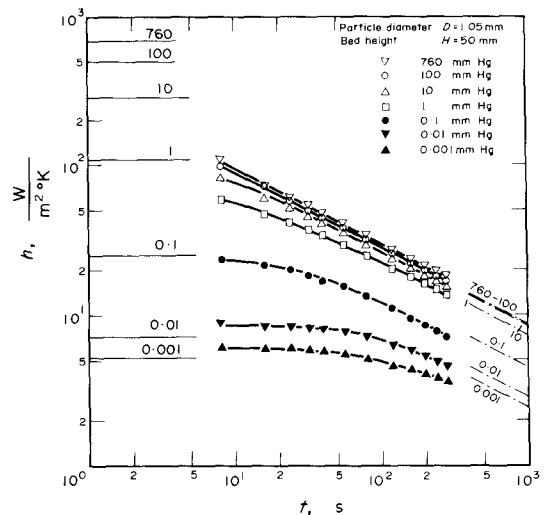 Particle diameter D=1·05 mm
Bed height H=50 mm
▽ 760 mm Hg
○ 100 mm Hg
△ 10 mm Hg
□ 1 mm Hg
● 0·1 mm Hg
▼ 0·01 mm Hg
▲ 0·001 mm Hg
10³
760
5
100
10
2
1
10²
h, W/m² °K
5
0·1
2
760-100
1
10
10¹
0·1
0·01
5
0·001
0·01
0·001
2
10⁰
10⁰ 2 5 10¹ 2 5 10² 2 5 10³
t, s